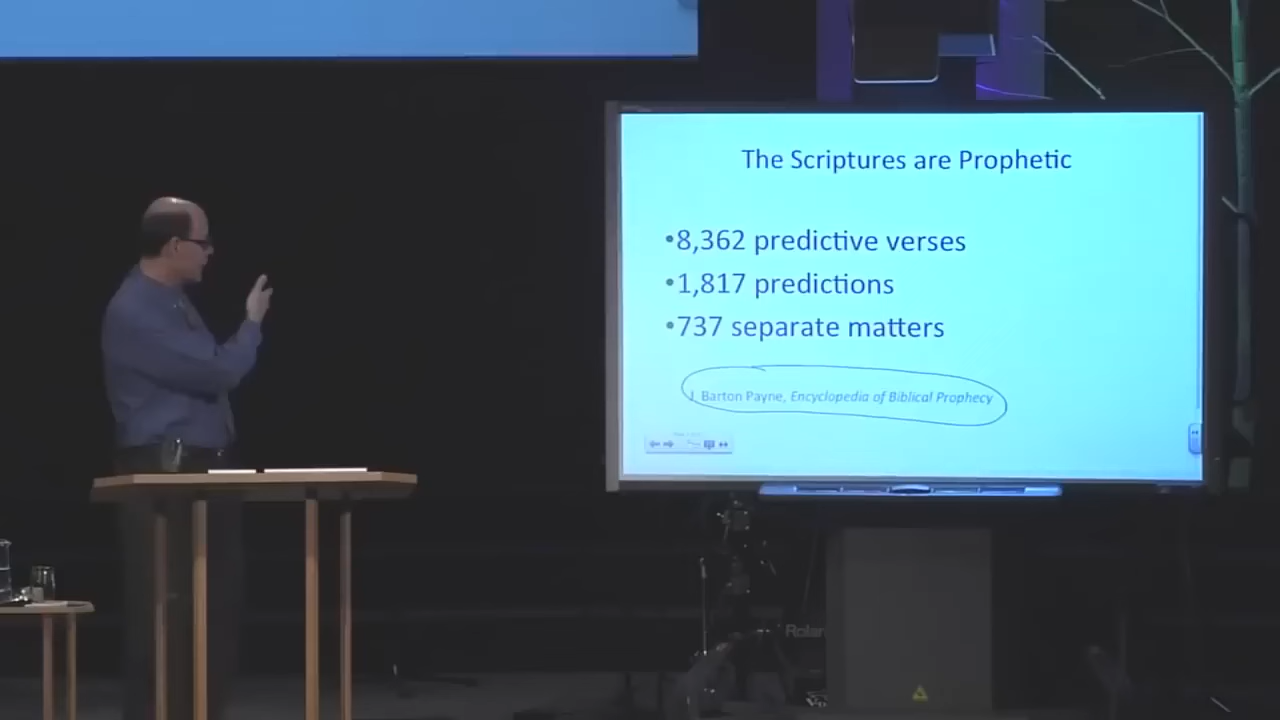 The Scriptures are Prophetic
•8,362 predictive verses
•1,817 predictions
•737 separate matters
J. Barton Payne, Encyclopedia of Biblical Prophecy
Roland